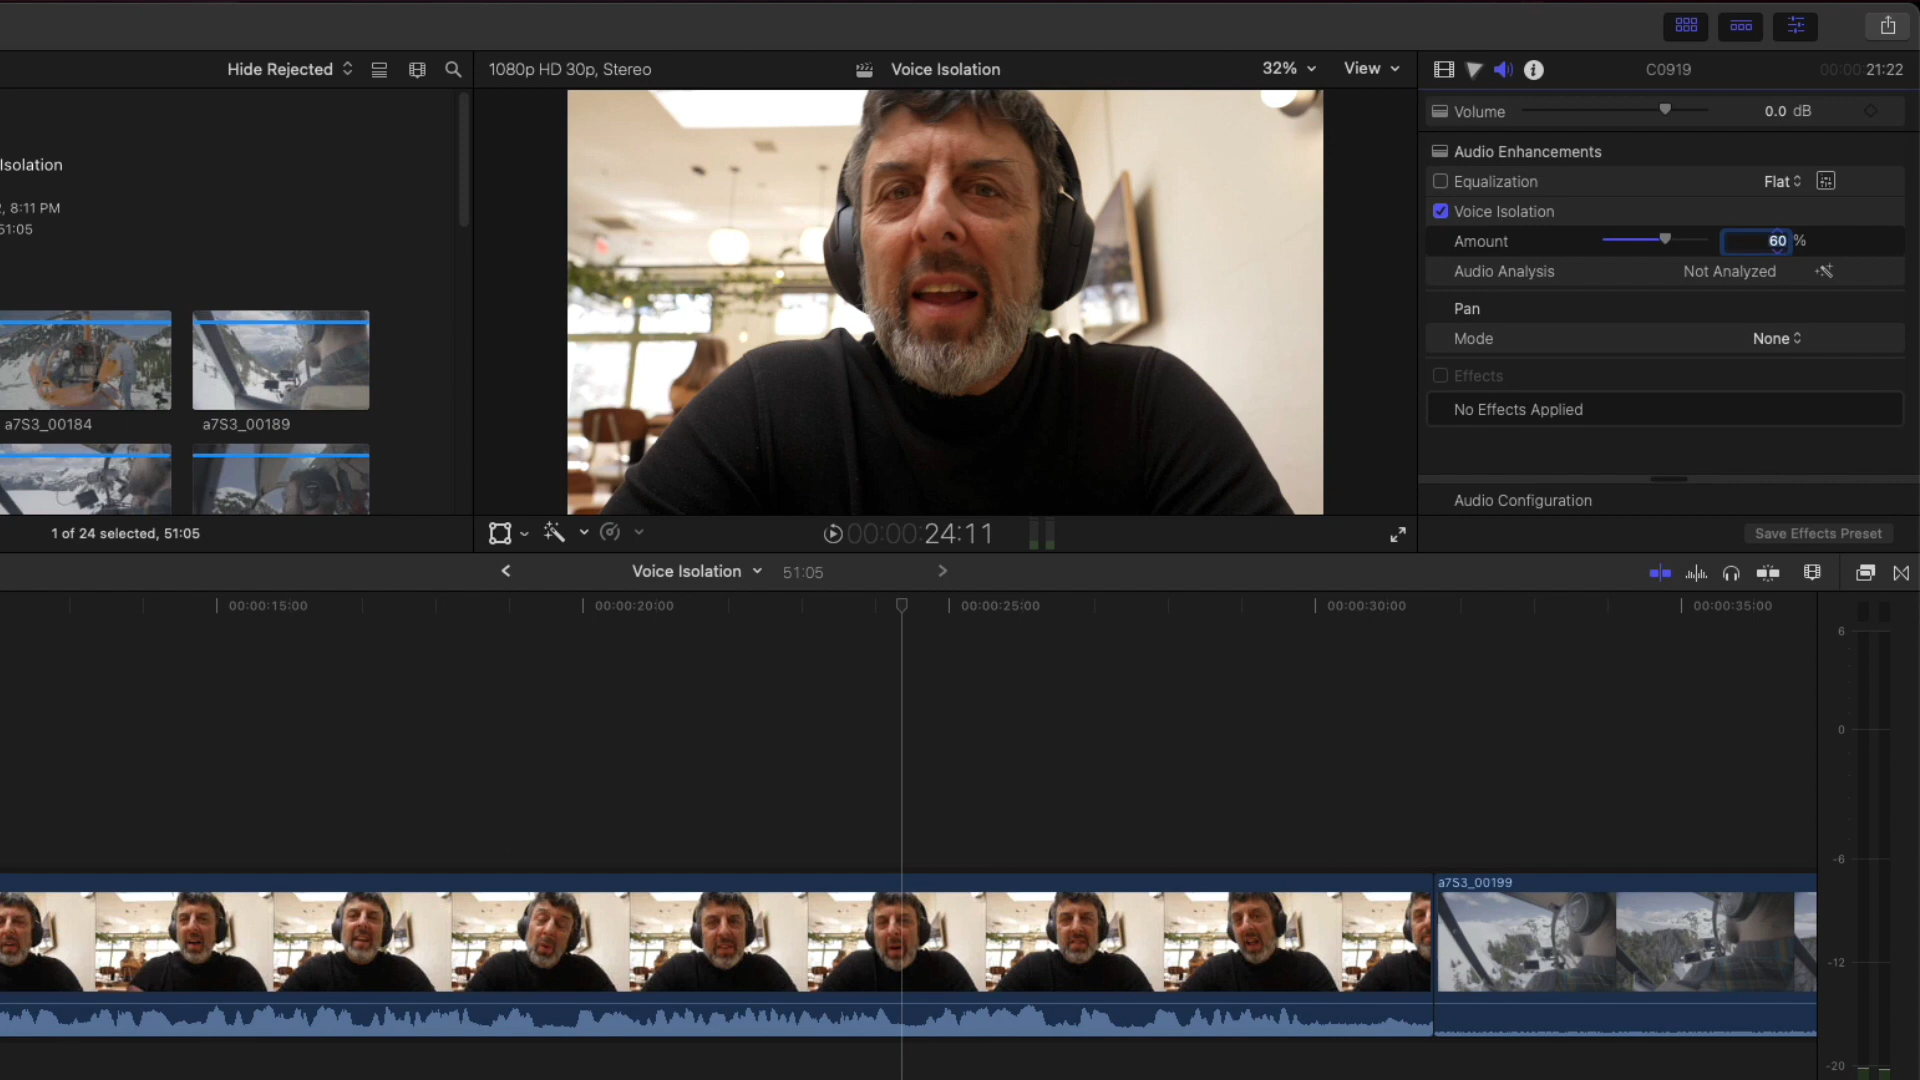 Hide Rejected
1080p HD 30p, Stereo
Voice Isolation
32%
View
C0919
00:00:21:22
Volume
0.0 dB
Isolation
Audio Enhancements
Equalization
Flat
, 8:11 PM
51:05
Voice Isolation
Amount
60 %
Audio Analysis
Not Analyzed
Pan
Mode
None
Effects
No Effects Applied
a7S3_00184
a7S3_00189
Audio Configuration
1 of 24 selected, 51:05
00:00:00:24:11
Save Effects Preset
Voice Isolation
51:05
00:00:15:00
00:00:20:00
00:00:25:00
00:00:30:00
00:00:35:00
6
0
-6
a7S3_00199
-12
-20